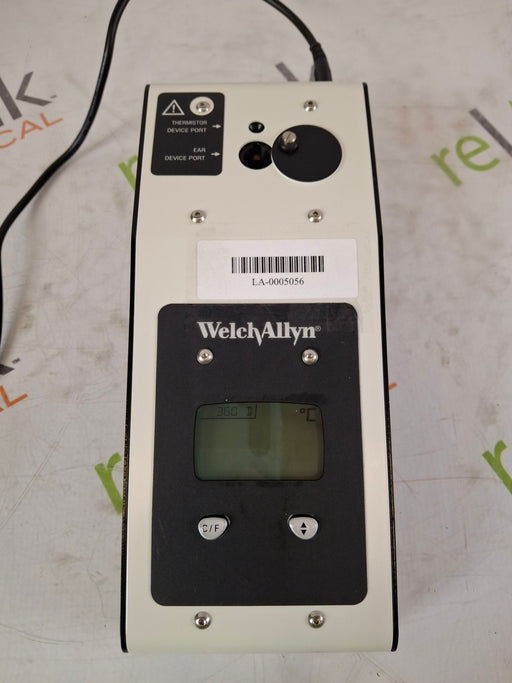 THERMISTOR
DEVICE PORT
EAR
DEVICE PORT
LA-0005056
WelchAllyn®
360
°C
C/F